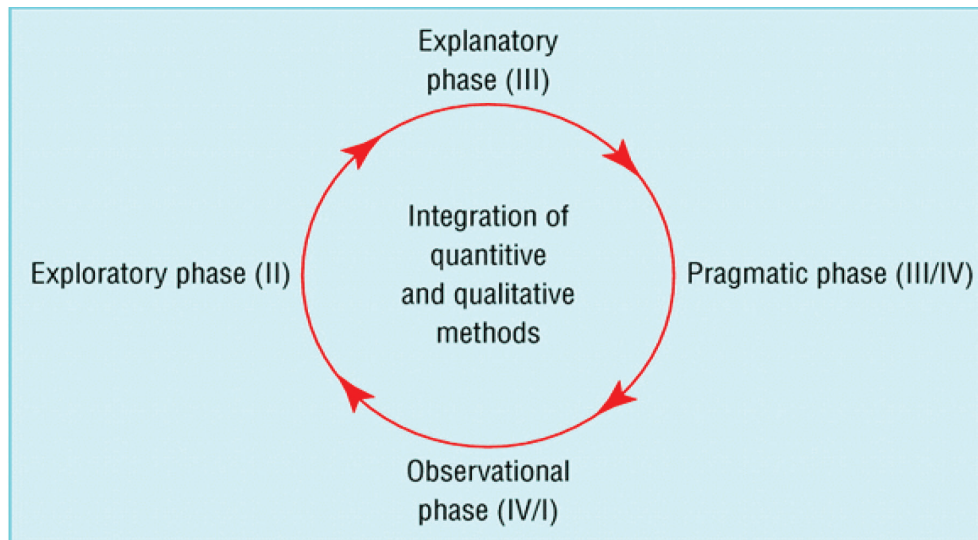 Explanatory
phase (III)
Integration of
quantitive
and qualitative
methods
Exploratory phase (II)
Pragmatic phase (III/IV)
Observational
phase (IV/I)